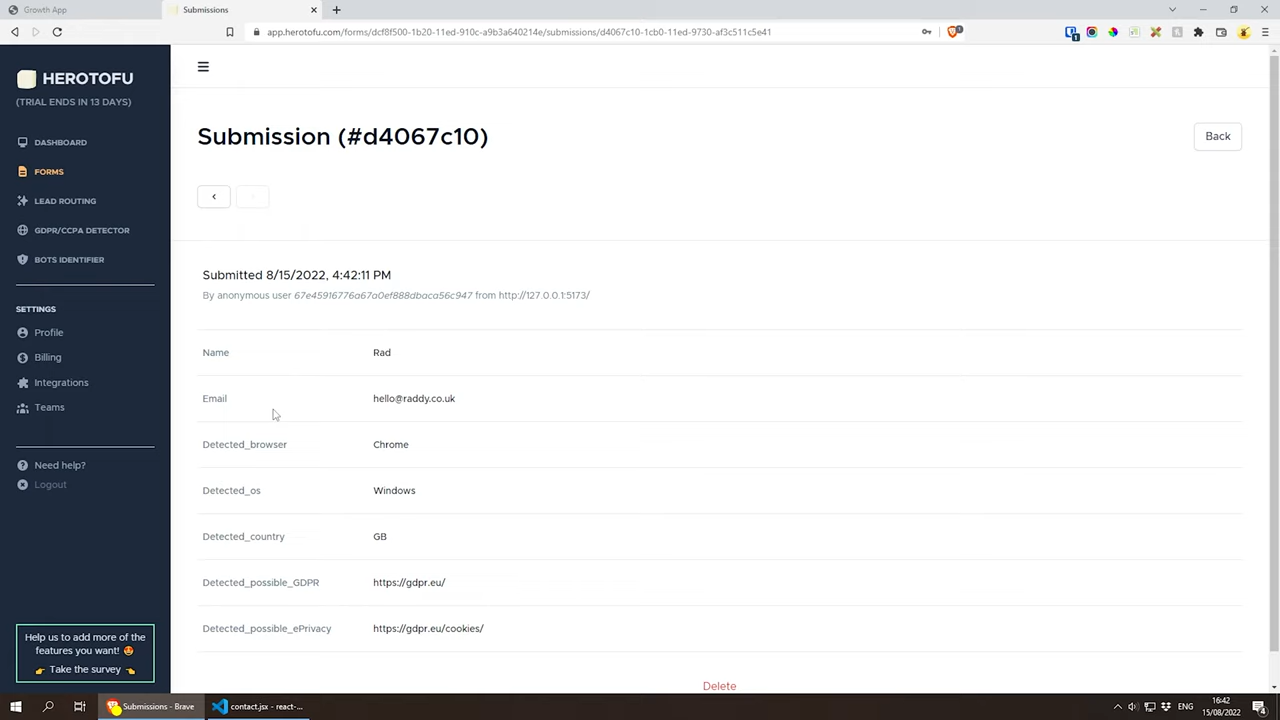 Growth App
Submissions
app.herotofu.com/forms/dcf8f500-1b20-11ed-910c-a9b3a640214e/submissions/d4067c10-1cb0-11ed-9730-af3c511c5e41
HEROTOFU
(TRIAL ENDS IN 13 DAYS)
DASHBOARD
FORMS
LEAD ROUTING
GDPR/CCPA DETECTOR
BOTS IDENTIFIER
SETTINGS
Profile
Billing
Integrations
Teams
Need help?
Logout
Help us to add more of the
features you want! 😍
👉 Take the survey 👈
Submission (#d4067c10)
Back
Submitted 8/15/2022, 4:42:11 PM
By anonymous user 67e45916776a67a0ef888dbaca56c947 from http://127.0.0.1:5173/
Name Rad
Email hello@raddy.co.uk
Detected_browser Chrome
Detected_os Windows
Detected_country GB
Detected_possible_GDPR https://gdpr.eu/
Detected_possible_ePrivacy https://gdpr.eu/cookies/
Delete
Submissions - Brave
contact.jsx - react-...
ENG
16:42
15/08/2022